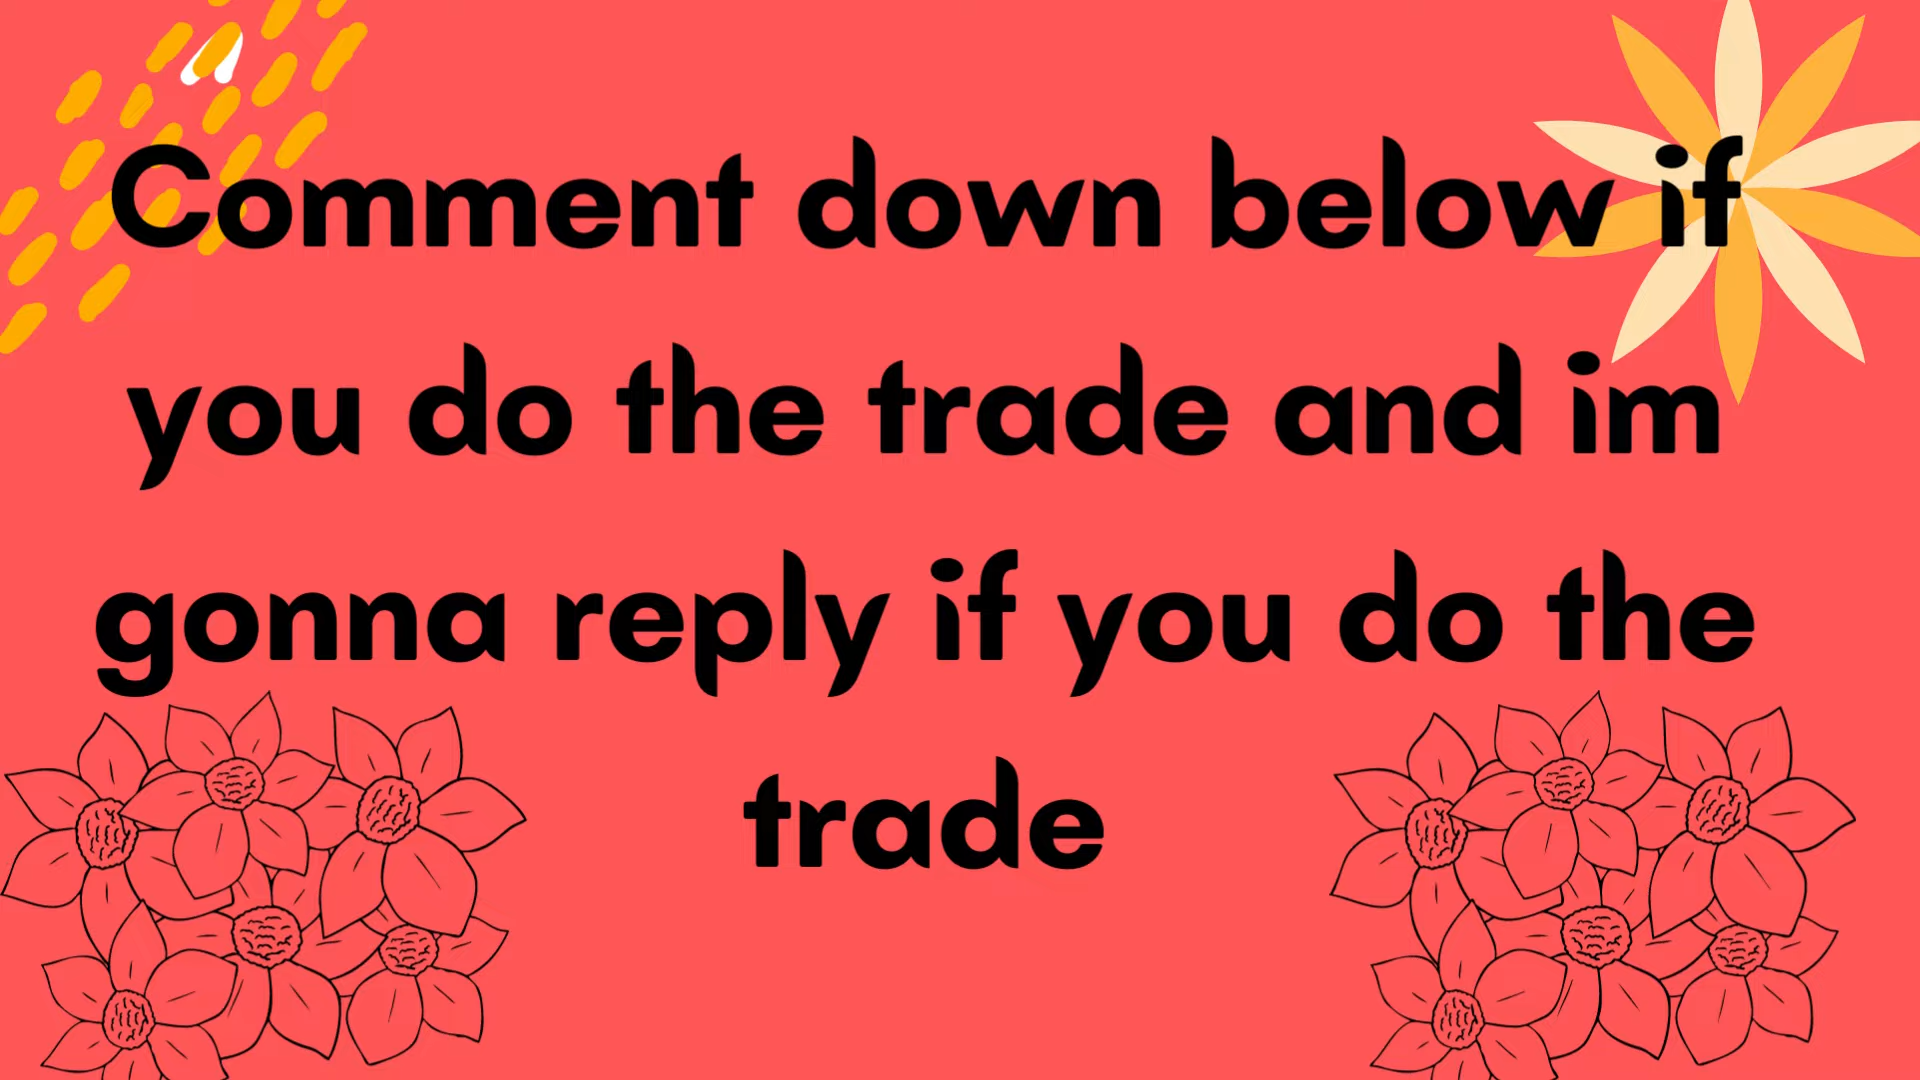 Comment down below if
you do the trade and im
gonna reply if you do the
trade